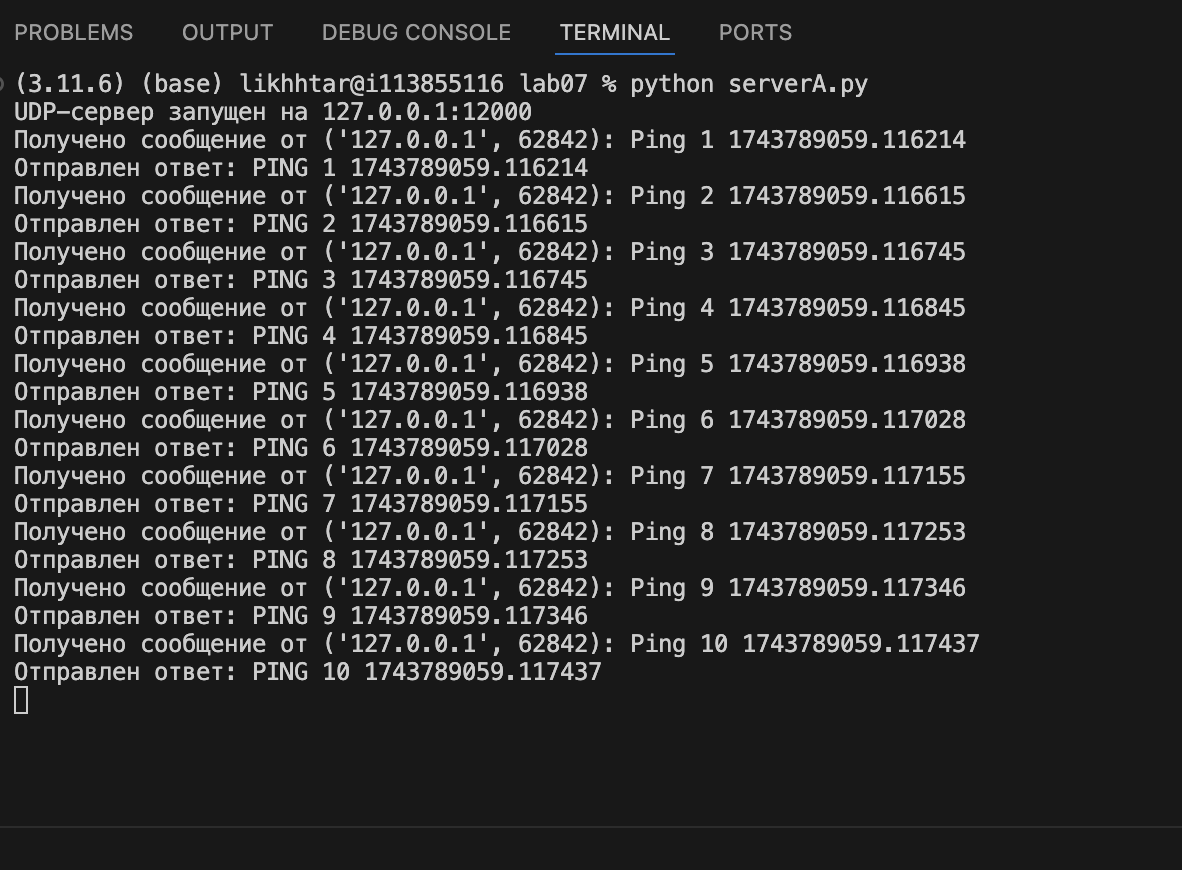 PROBLEMS OUTPUT DEBUG CONSOLE TERMINAL PORTS
(3.11.6) (base) likhhtar@i113855116 lab07 % python serverA.py
UDP-сервер запущен на 127.0.0.1:12000
Получено сообщение от ('127.0.0.1', 62842): Ping 1 1743789059.116214
Отправлен ответ: PING 1 1743789059.116214
Получено сообщение от ('127.0.0.1', 62842): Ping 2 1743789059.116615
Отправлен ответ: PING 2 1743789059.116615
Получено сообщение от ('127.0.0.1', 62842): Ping 3 1743789059.116745
Отправлен ответ: PING 3 1743789059.116745
Получено сообщение от ('127.0.0.1', 62842): Ping 4 1743789059.116845
Отправлен ответ: PING 4 1743789059.116845
Получено сообщение от ('127.0.0.1', 62842): Ping 5 1743789059.116938
Отправлен ответ: PING 5 1743789059.116938
Получено сообщение от ('127.0.0.1', 62842): Ping 6 1743789059.117028
Отправлен ответ: PING 6 1743789059.117028
Получено сообщение от ('127.0.0.1', 62842): Ping 7 1743789059.117155
Отправлен ответ: PING 7 1743789059.117155
Получено сообщение от ('127.0.0.1', 62842): Ping 8 1743789059.117253
Отправлен ответ: PING 8 1743789059.117253
Получено сообщение от ('127.0.0.1', 62842): Ping 9 1743789059.117346
Отправлен ответ: PING 9 1743789059.117346
Получено сообщение от ('127.0.0.1', 62842): Ping 10 1743789059.117437
Отправлен ответ: PING 10 1743789059.117437